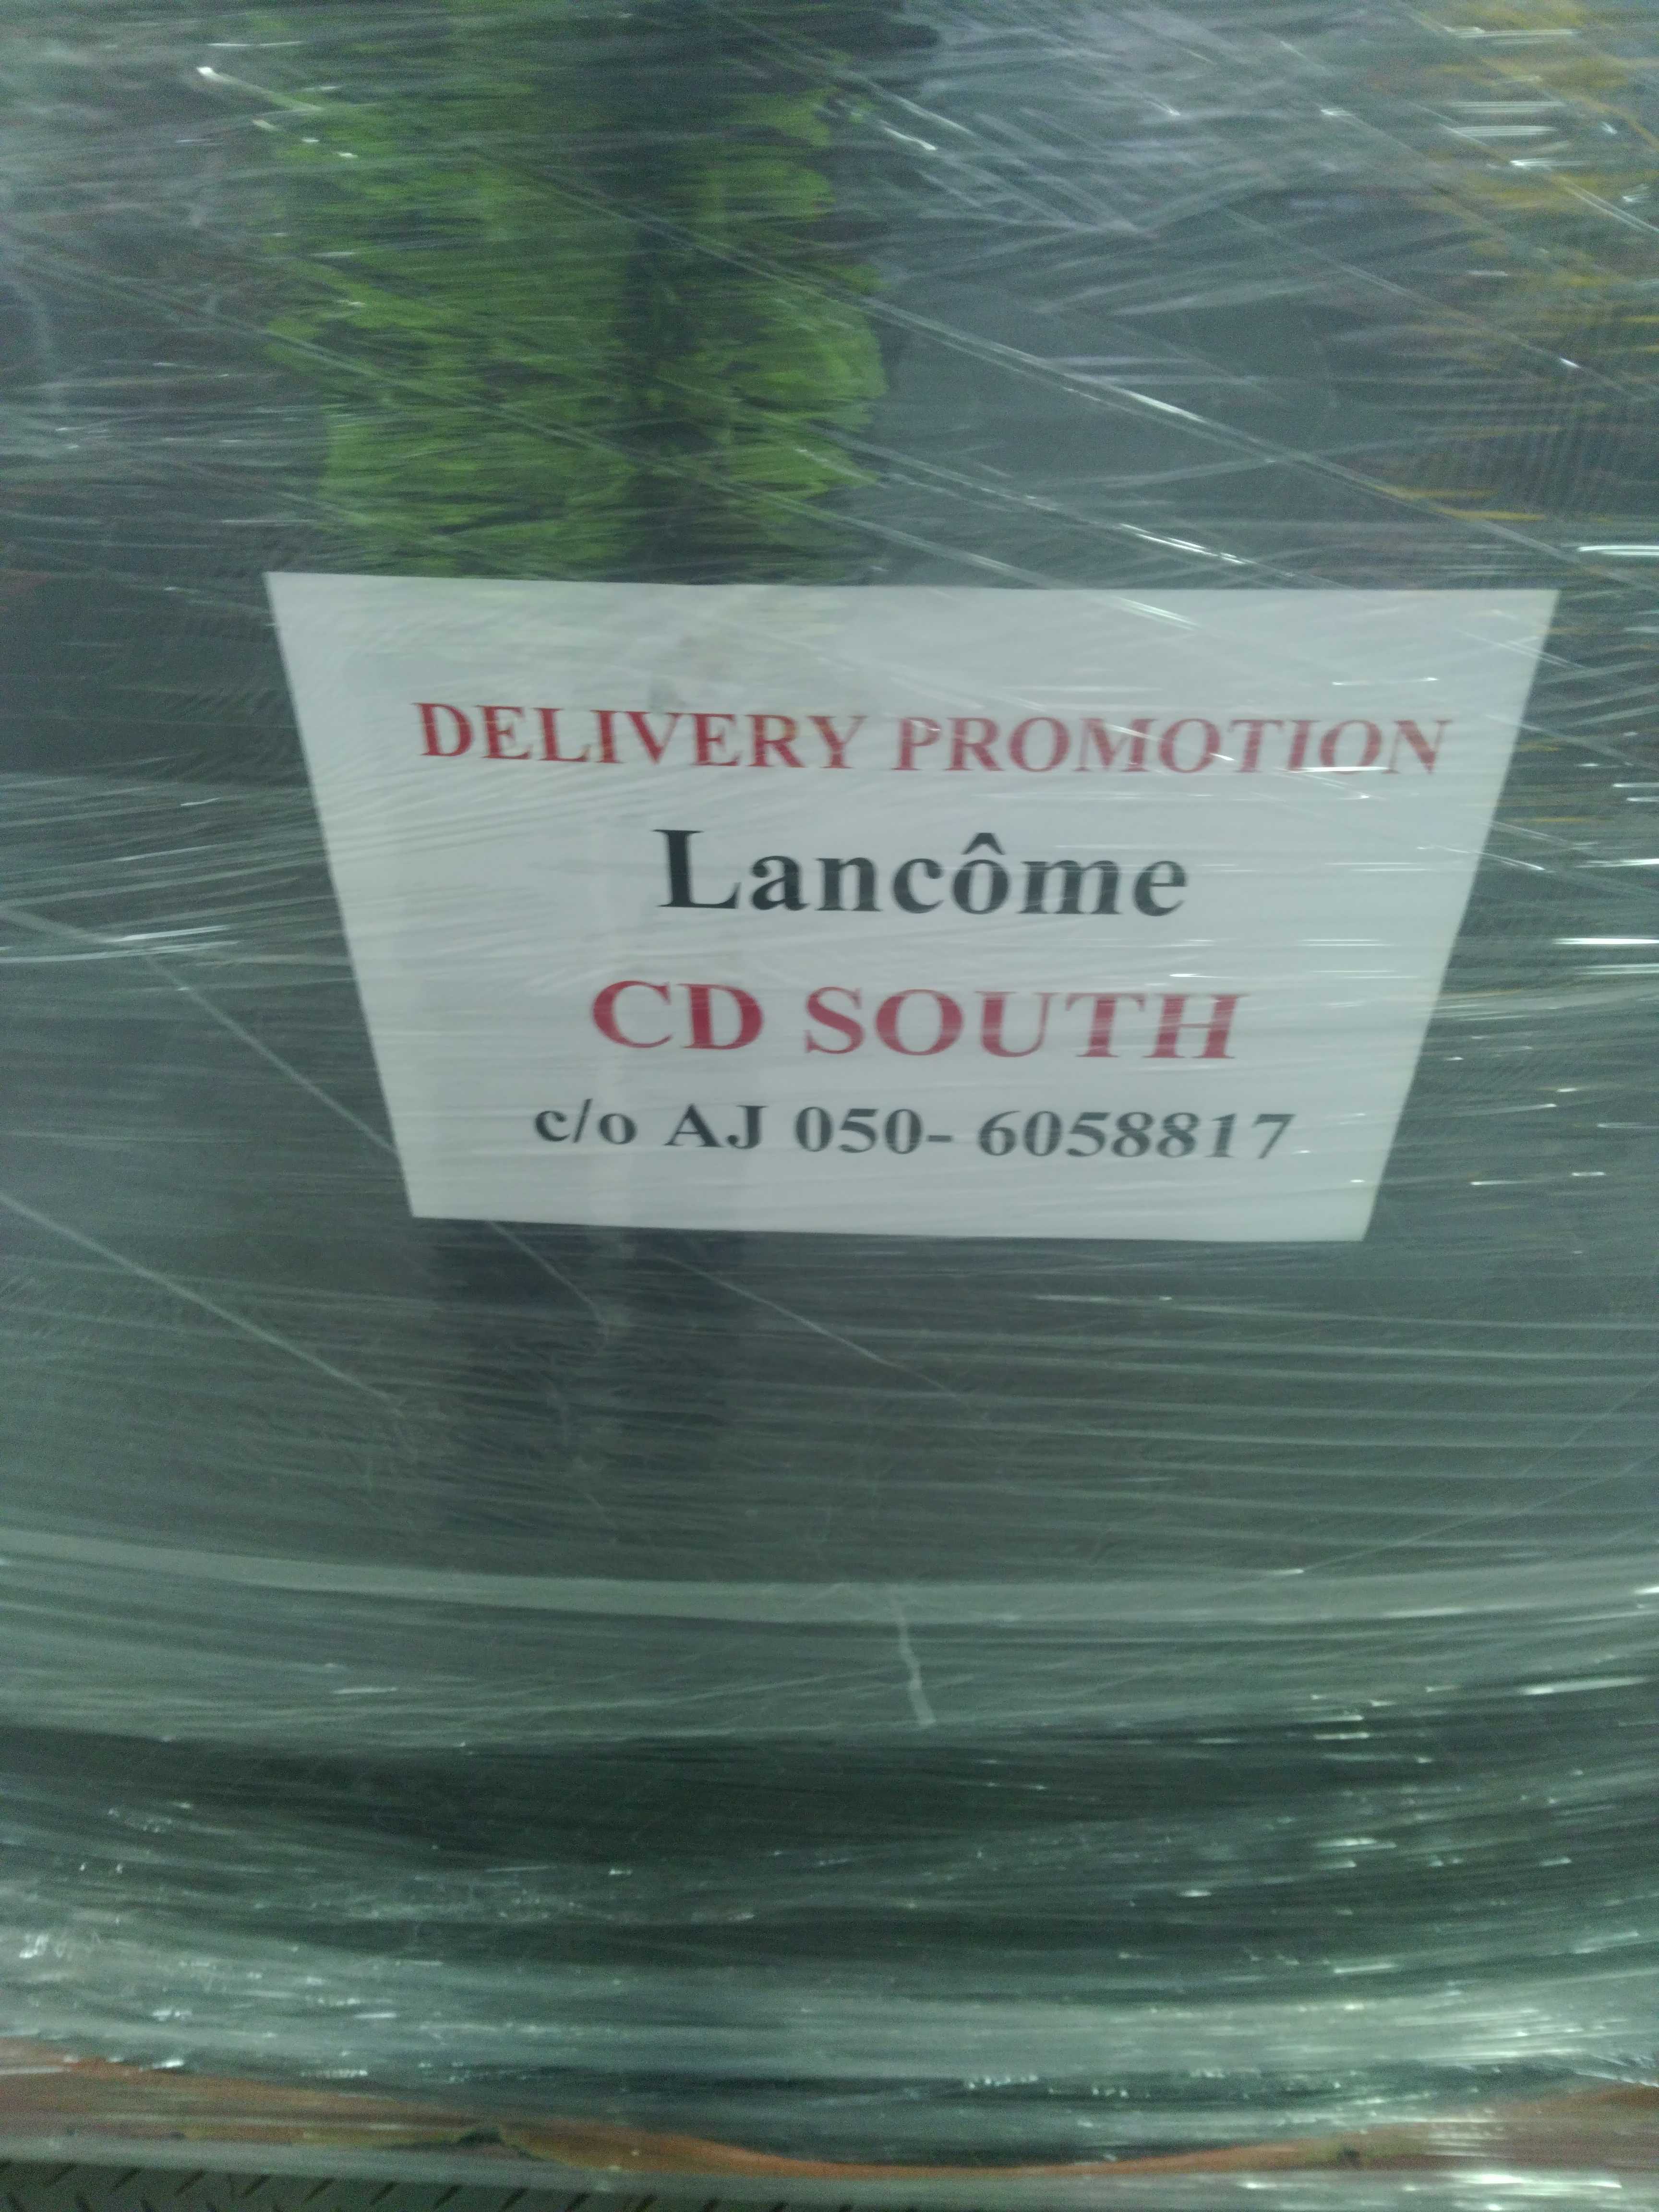 DELIVERY PROMOTION
Lancôme
CD SOUTH
c/o AJ 050- 6058817